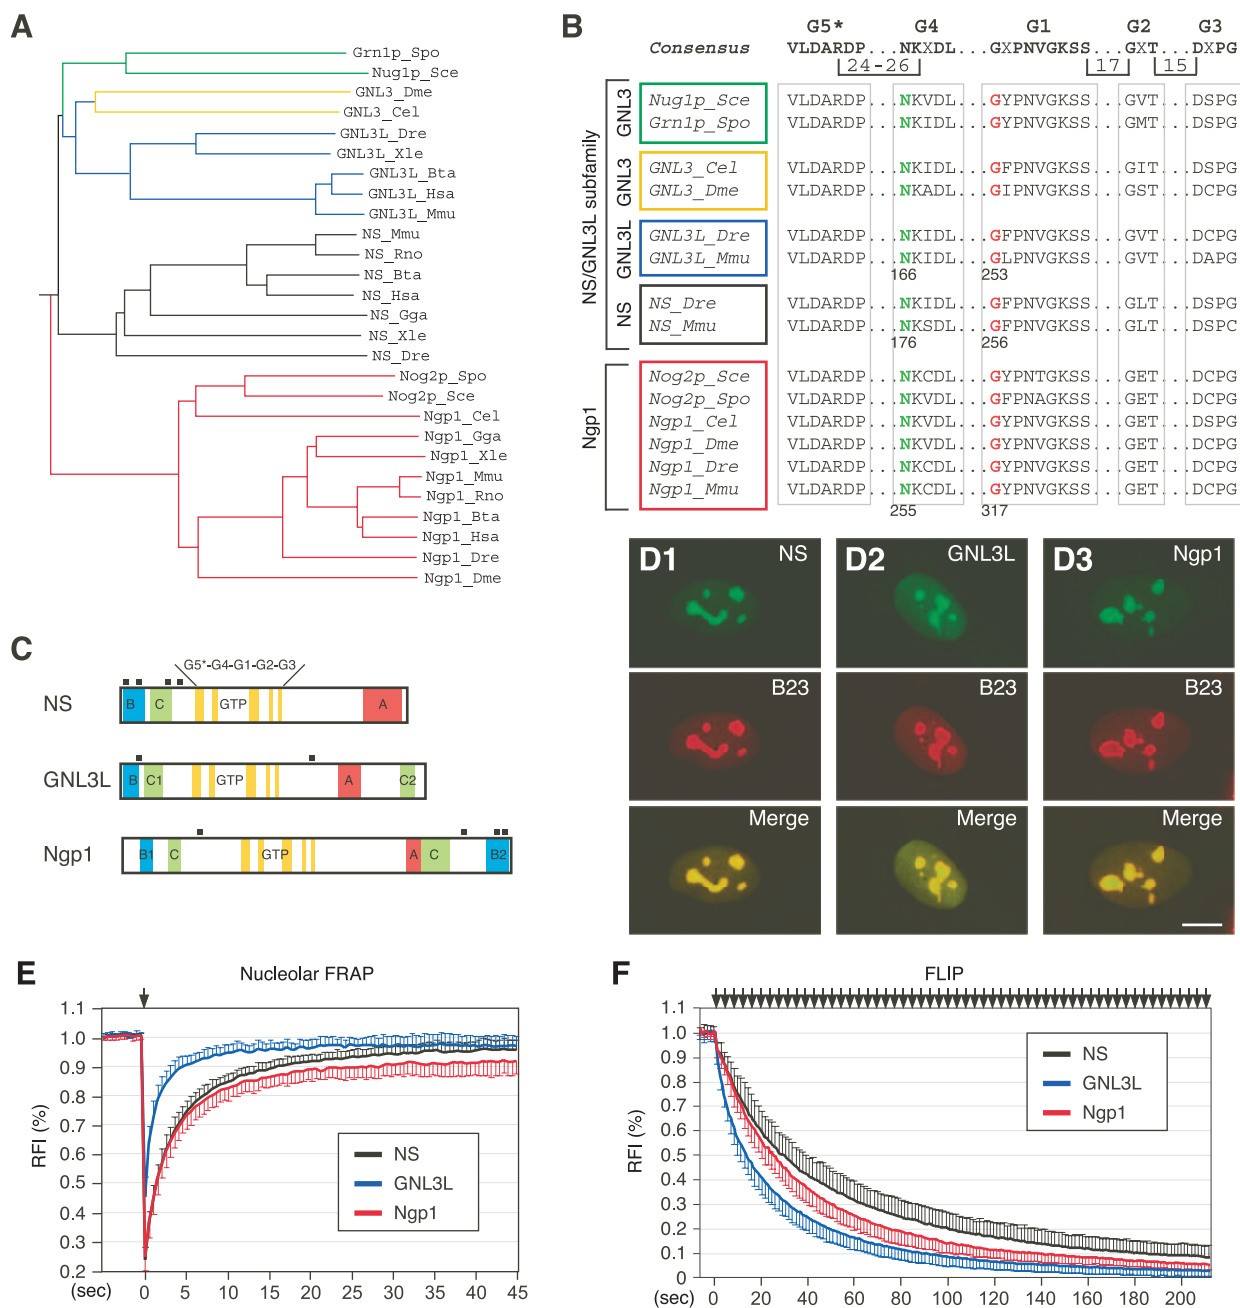 A
Grn1p_Spo
Nug1p_Sce
GNL3_Dme
GNL3_Cel
GNL3L_Dre
GNL3L_Xle
GNL3L_Bta
GNL3L_Hsa
GNL3L_Mmu
NS_Mmu
NS_Rno
NS_Bta
NS_Hsa
NS_Gga
NS_Xle
NS_Dre
Nog2p_Spo
Nog2p_Sce
Ngp1_Cel
Ngp1_Gga
Ngp1_Xle
Ngp1_Mmu
Ngp1_Rno
Ngp1_Bta
Ngp1_Hsa
Ngp1_Dre
Ngp1_Dme
B
G5* G4 G1 G2 G3
Consensus VLDARDP...NKXDL...GXPNVGKSS...GXT...DXPG
24-26 17 15
NS/GNL3L subfamily
GNL3
Nug1p_Sce VLDARDP...NKVDL...GYPNVGKSS...GVT...DSPG
Grn1p_Spo VLDARDP...NKIDL...GYPNVGKSS...GMT...DSPG
GNL3
GNL3_Cel VLDARDP...NKIDL...GFPNVGKSS...GIT...DSPG
GNL3_Dme VLDARDP...NKADL...GIPNVGKSS...GST...DCPG
GNL3L
GNL3L_Dre VLDARDP...NKIDL...GFPNVGKSS...GVT...DCPG
GNL3L_Mmu VLDARDP...NKIDL...GLPNVGKSS...GVT...DAPG
166 253
NS
NS_Dre VLDARDP...NKIDL...GFPNVGKSS...GLT...DSPG
NS_Mmu VLDARDP...NKSDL...GFPNVGKSS...GLT...DSPC
176 256
Ngp1
Nog2p_Sce VLDARDP...NKCDL...GYPNTGKSS...GET...DCPG
Nog2p_Spo VLDARDP...NKVDL...GFPNAGKSS...GET...DCPG
Ngp1_Cel VLDARDP...NKVDL...GYPNVGKSS...GET...DSPG
Ngp1_Dme VLDARDP...NKVDL...GYPNVGKSS...GET...DCPG
Ngp1_Dre VLDARDP...NKCDL...GYPNVGKSS...GET...DCPG
Ngp1_Mmu VLDARDP...NKCDL...GYPNVGKSS...GET...DCPG
255 317
C
G5*-G4-G1-G2-G3
NS B C GTP A
GNL3L B C1 GTP A C2
Ngp1 B1 C GTP A C B2
D1 NS
D2 GNL3L
D3 Ngp1
B23 B23 B23
Merge Merge Merge
E
Nucleolar FRAP
RFI (%)
1.1
1.0
0.9
0.8
0.7
0.6
0.5
0.4
0.3
0.2
NS
GNL3L
Ngp1
(sec) 0 5 10 15 20 25 30 35 40 45
F
FLIP
RFI (%)
1.1
1.0
0.9
0.8
0.7
0.6
0.5
0.4
0.3
0.2
0.1
0
NS
GNL3L
Ngp1
(sec) 0 20 40 60 80 100 120 140 160 180 200